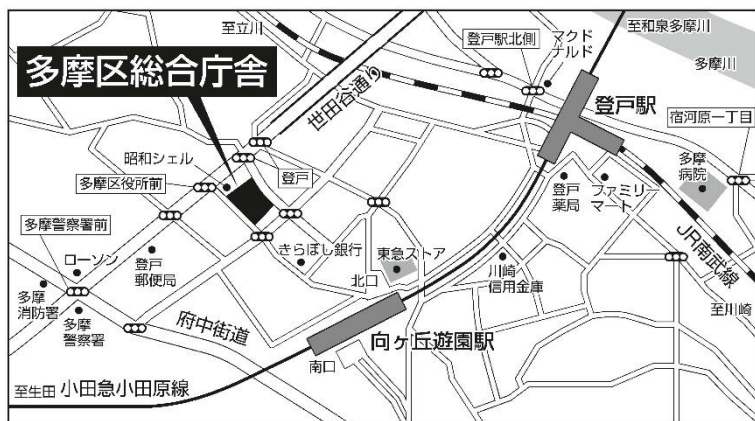 至立川
登戸駅北側
マクド
ナルド
至和泉多摩川
多摩川
多摩区総合庁舎
世田谷通り
登戸駅
宿河原一丁目
昭和シェル
多摩区役所前
登戸
多摩
病院
登戸
薬局
ファミリー
マート
多摩警察署前
ローソン
登戸
郵便局
きらぼし銀行
東急ストア
北口
川崎
信用金庫
JR南武線
多摩
消防署
多摩
警察署
府中街道
至川崎
向ヶ丘遊園駅
南口
至生田
小田急小田原線